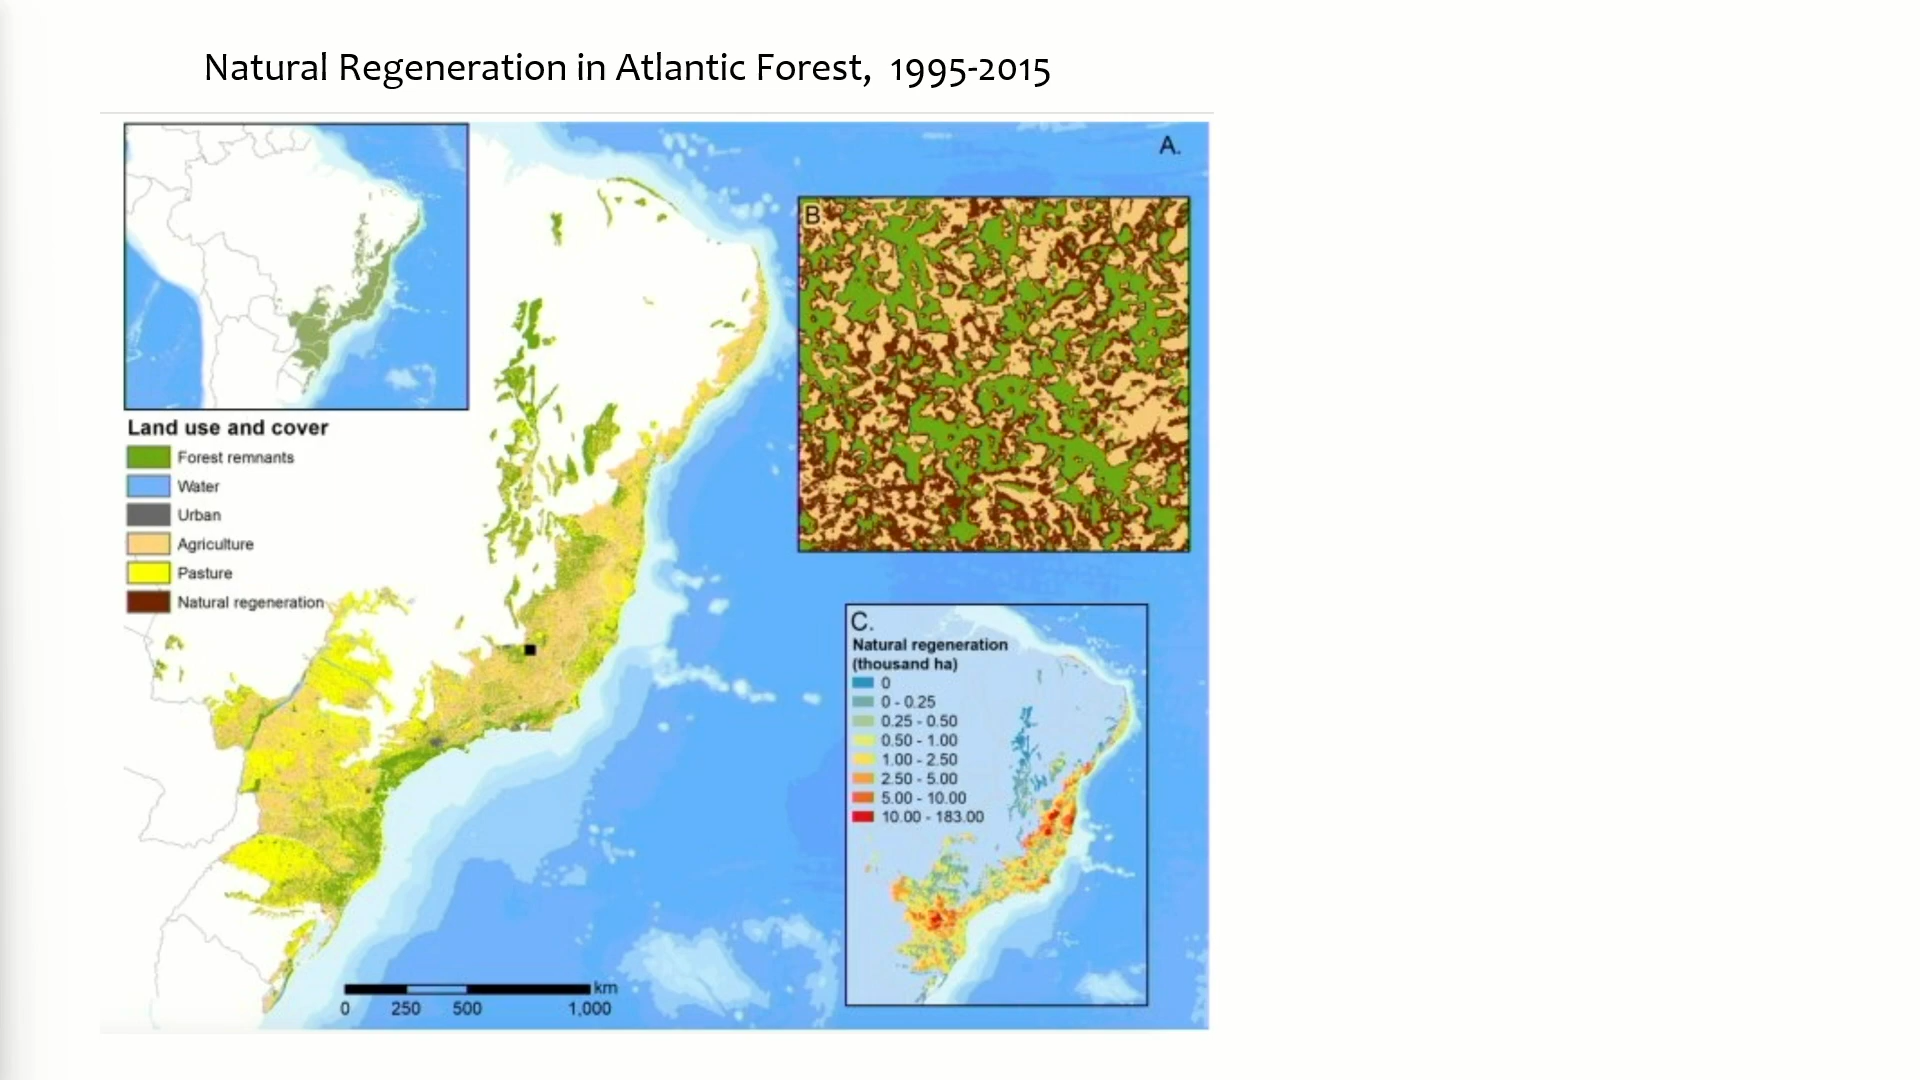 Natural Regeneration in Atlantic Forest, 1995-2015
A.
B
Land use and cover
Forest remnants
Water
Urban
Agriculture
Pasture
Natural regeneration
C.
Natural regeneration
(thousand ha)
0
0 - 0.25
0.25 - 0.50
0.50 - 1.00
1.00 - 2.50
2.50 - 5.00
5.00 - 10.00
10.00 - 183.00
km
0 250 500 1,000